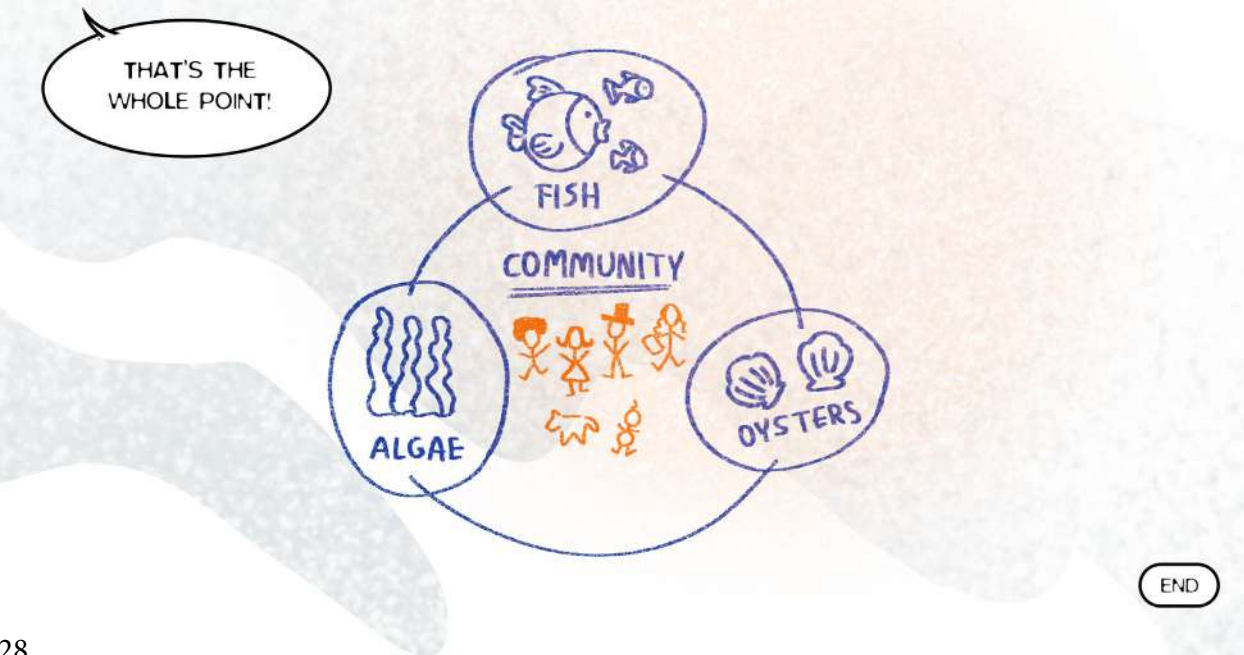 THAT'S THE
WHOLE POINT!
FISH
COMMUNITY
ALGAE
OYSTERS
END
28